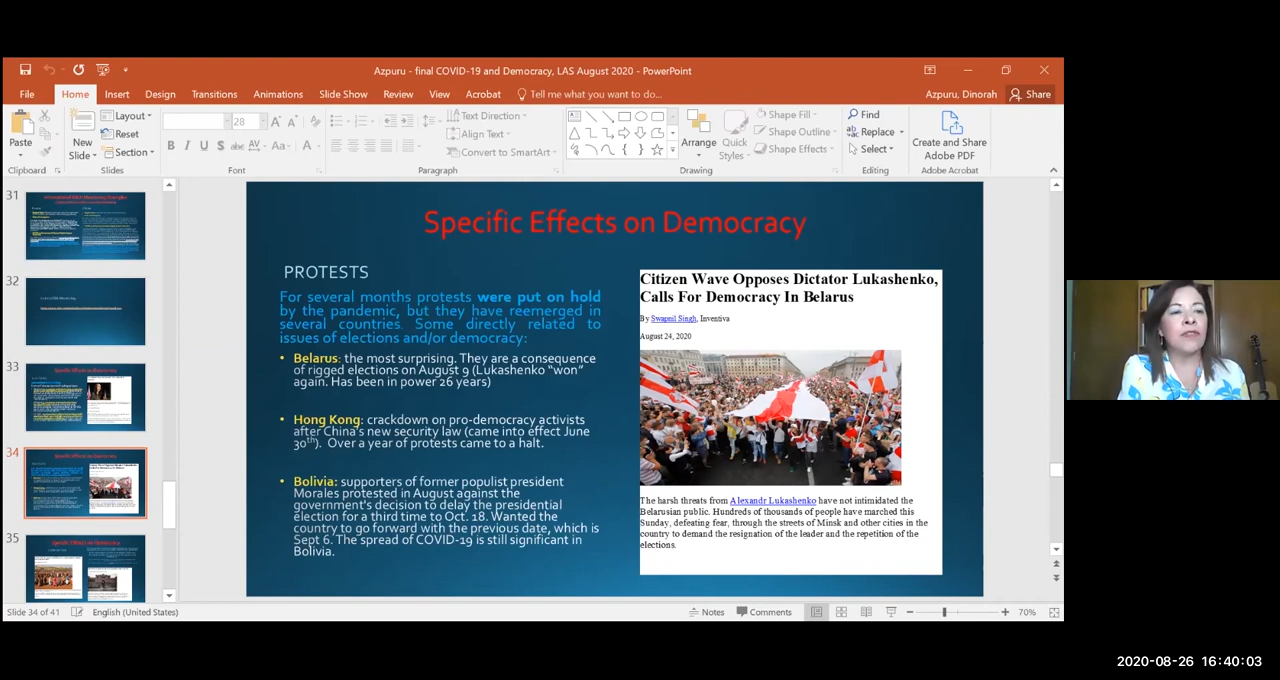 Azpuru - final COVID-19 and Democracy, LAS August 2020 - PowerPoint
File Home Insert Design Transitions Animations Slide Show Review View Acrobat Tell me what you want to do... Azpuru, Dinorah Share
Paste
New
Slide
Layout
Reset
Section
28
B I U S abc AV Aa A
Text Direction
Align Text
Convert to SmartArt
Arrange
Quick
Styles
Shape Fill
Shape Outline
Shape Effects
Find
Replace
Select
Create and Share
Adobe PDF
Clipboard Slides Font Paragraph Drawing Editing Adobe Acrobat
31
32
33
34
35
Specific Effects on Democracy
PROTESTS
For several months protests were put on hold
by the pandemic, but they have reemerged in
several countries. Some directly related to
issues of elections and/or democracy:
• Belarus: the most surprising. They are a consequence
of rigged elections on August 9 (Lukashenko “won”
again. Has been in power 26 years)
• Hong Kong: crackdown on pro-democracy activists
after China's new security law (came into effect June
30th). Over a year of protests came to a halt.
• Bolivia: supporters of former populist president
Morales protested in August against the
government's decision to delay the presidential
election for a third time to Oct. 18. Wanted the
country to go forward with the previous date, which is
Sept 6. The spread of COVID-19 is still significant in
Bolivia.
Citizen Wave Opposes Dictator Lukashenko,
Calls For Democracy In Belarus
By Swapnil Singh, Inventiva
August 24, 2020
The harsh threats from Alexandr Lukashenko have not intimidated the
Belarusian public. Hundreds of thousands of people have marched this
Sunday, defeating fear, through the streets of Minsk and other cities in the
country to demand the resignation of the leader and the repetition of the
elections.
Slide 34 of 41 English (United States) Notes Comments 70%
2020-08-26 16:40:03